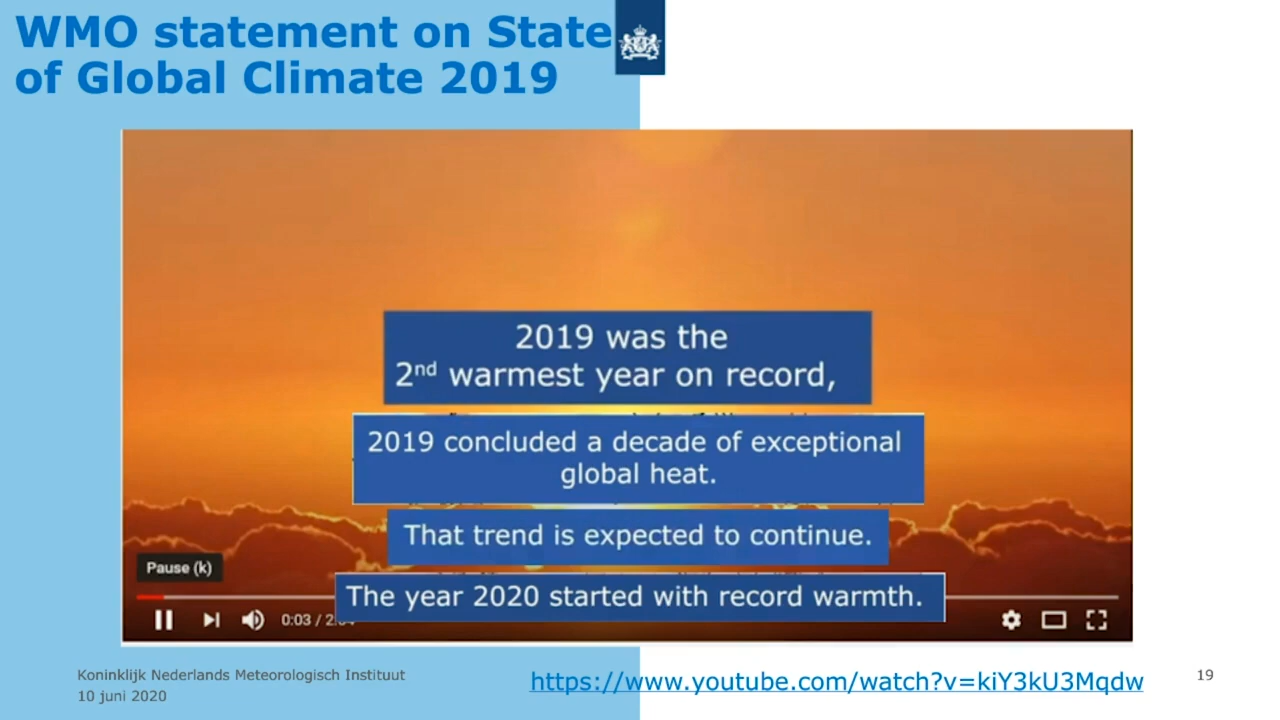 WMO statement on State
of Global Climate 2019
2019 was the
2nd warmest year on record,
2019 concluded a decade of exceptional
global heat.
That trend is expected to continue.
The year 2020 started with record warmth.
Pause (k)
0:03 / 2:
Koninklijk Nederlands Meteorologisch Instituut
10 juni 2020
https://www.youtube.com/watch?v=kiY3kU3Mqdw
19